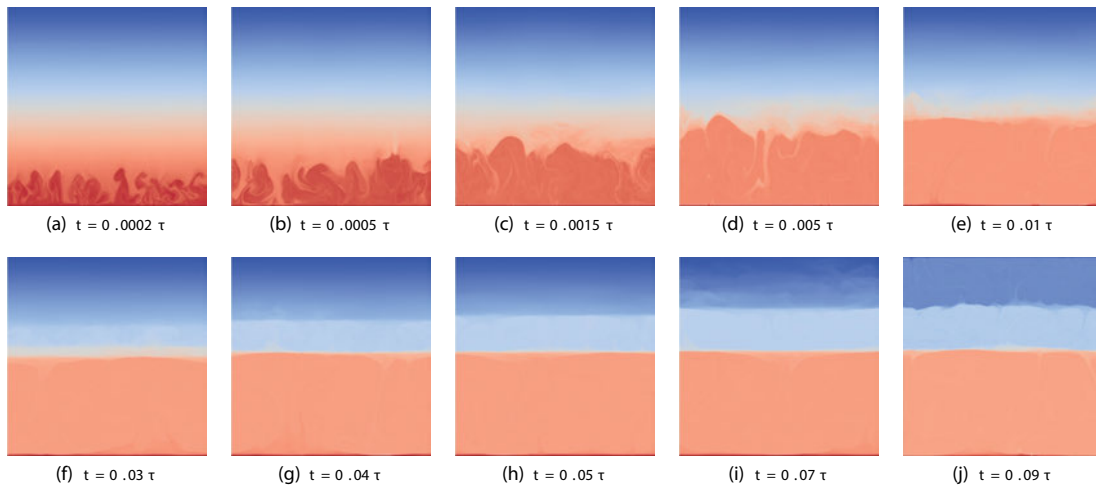 (a) t = 0 .0002 τ
(b) t = 0 .0005 τ
(c) t = 0 .0015 τ
(d) t = 0 .005 τ
(e) t = 0 .01 τ
(f) t = 0 .03 τ
(g) t = 0 .04 τ
(h) t = 0 .05 τ
(i) t = 0 .07 τ
(j) t = 0 .09 τ